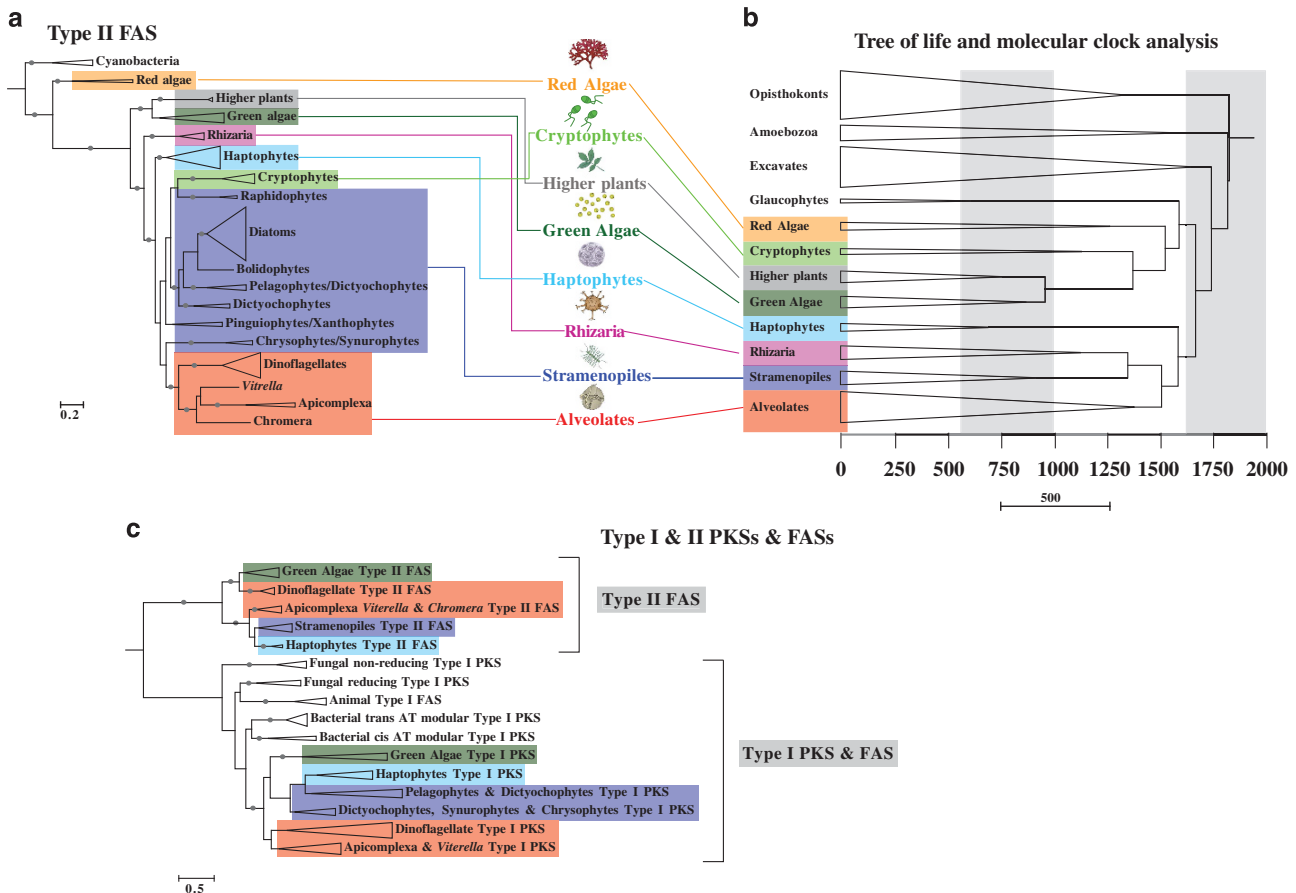 a
Type II FAS
Cyanobacteria
Red algae
Higher plants
Green algae
Rhizaria
Haptophytes
Cryptophytes
Raphidophytes
Diatoms
Bolidophytes
Pelagophytes/Dictyochophytes
Dictyochophytes
Pinguiophytes/Xanthophytes
Chrysophytes/Synurophytes
Dinoflagellates
Vitrella
Apicomplexa
Chromera
0.2
Red Algae
Cryptophytes
Higher plants
Green Algae
Haptophytes
Rhizaria
Stramenopiles
Alveolates
b
Tree of life and molecular clock analysis
Opisthokonts
Amoebozoa
Excavates
Glaucophytes
Red Algae
Cryptophytes
Higher plants
Green Algae
Haptophytes
Rhizaria
Stramenopiles
Alveolates
0 250 500 750 1000 1250 1500 1750 2000
500
c
Type I & II PKSs & FASs
Green Algae Type II FAS
Dinoflagellate Type II FAS
Apicomplexa Viterella & Chromera Type II FAS
Stramenopiles Type II FAS
Haptophytes Type II FAS
Type II FAS
Fungal non-reducing Type I PKS
Fungal reducing Type I PKS
Animal Type I FAS
Bacterial trans AT modular Type I PKS
Bacterial cis AT modular Type I PKS
Green Algae Type I PKS
Haptophytes Type I PKS
Pelagophytes & Dictyochophytes Type I PKS
Dictyochophytes, Synurophytes & Chrysophytes Type I PKS
Dinoflagellate Type I PKS
Apicomplexa & Viterella Type I PKS
Type I PKS & FAS
0.5